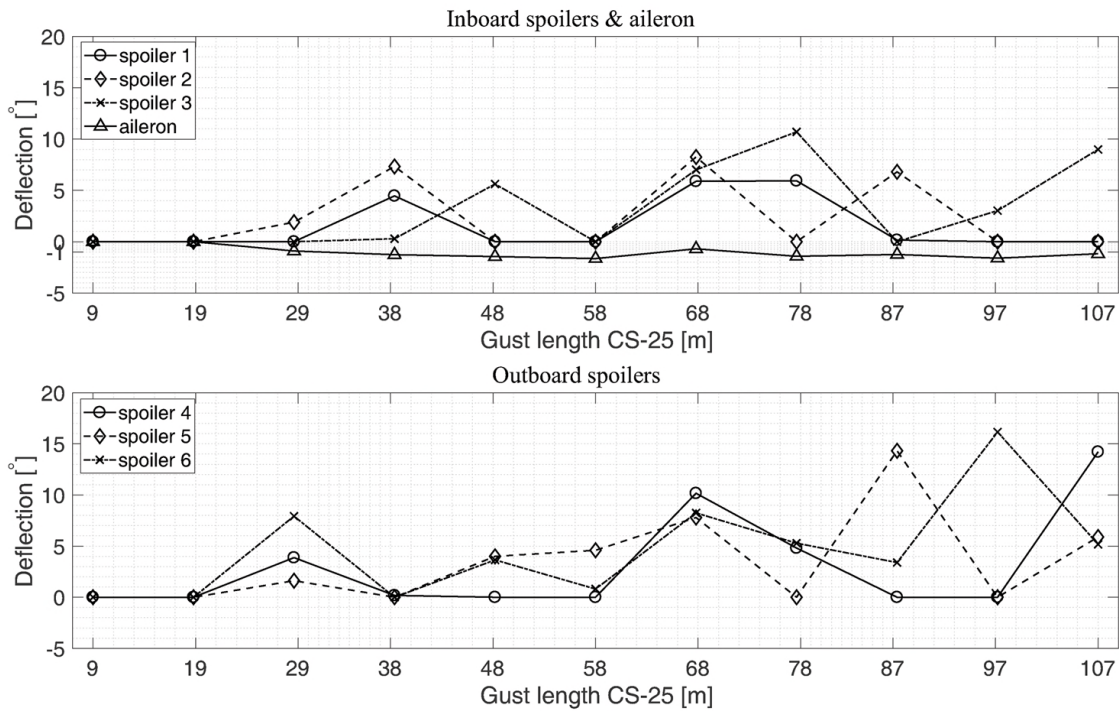 Inboard spoilers & aileron
20
15
10
5
0
-1
-5
Deflection [°]
spoiler 1
spoiler 2
spoiler 3
aileron
9 19 29 38 48 58 68 78 87 97 107
Gust length CS-25 [m]
Outboard spoilers
20
15
10
5
0
-5
Deflection [°]
spoiler 4
spoiler 5
spoiler 6
9 19 29 38 48 58 68 78 87 97 107
Gust length CS-25 [m]